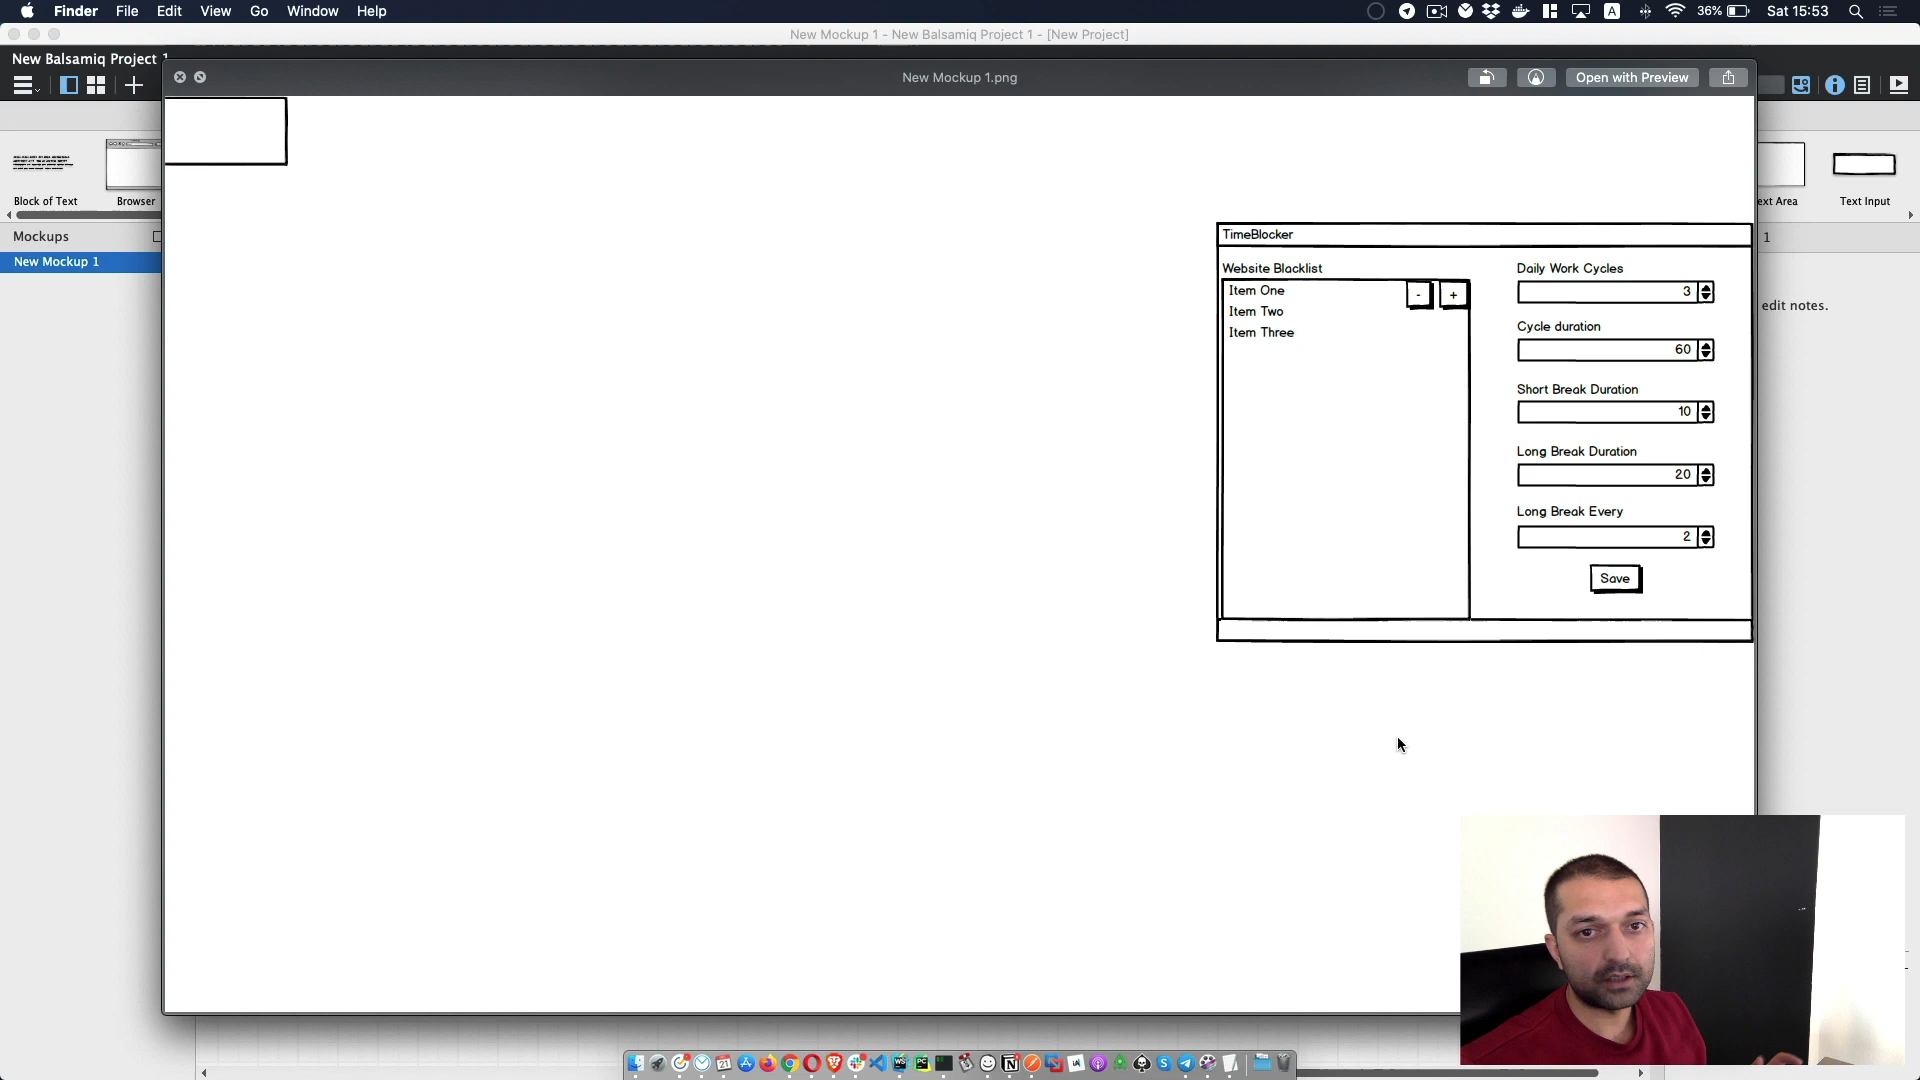 Finder File Edit View Go Window Help
36% Sat 15:53
New Mockup 1 - New Balsamiq Project 1 - [New Project]
New Balsamiq Project 1
New Mockup 1.png
Open with Preview
Block of Text
Browser
ext Area
Text Input
Mockups
1
New Mockup 1
edit notes.
TimeBlocker
Website Blacklist
Item One
Item Two
Item Three
-
+
Daily Work Cycles
3
Cycle duration
60
Short Break Duration
10
Long Break Duration
20
Long Break Every
2
Save